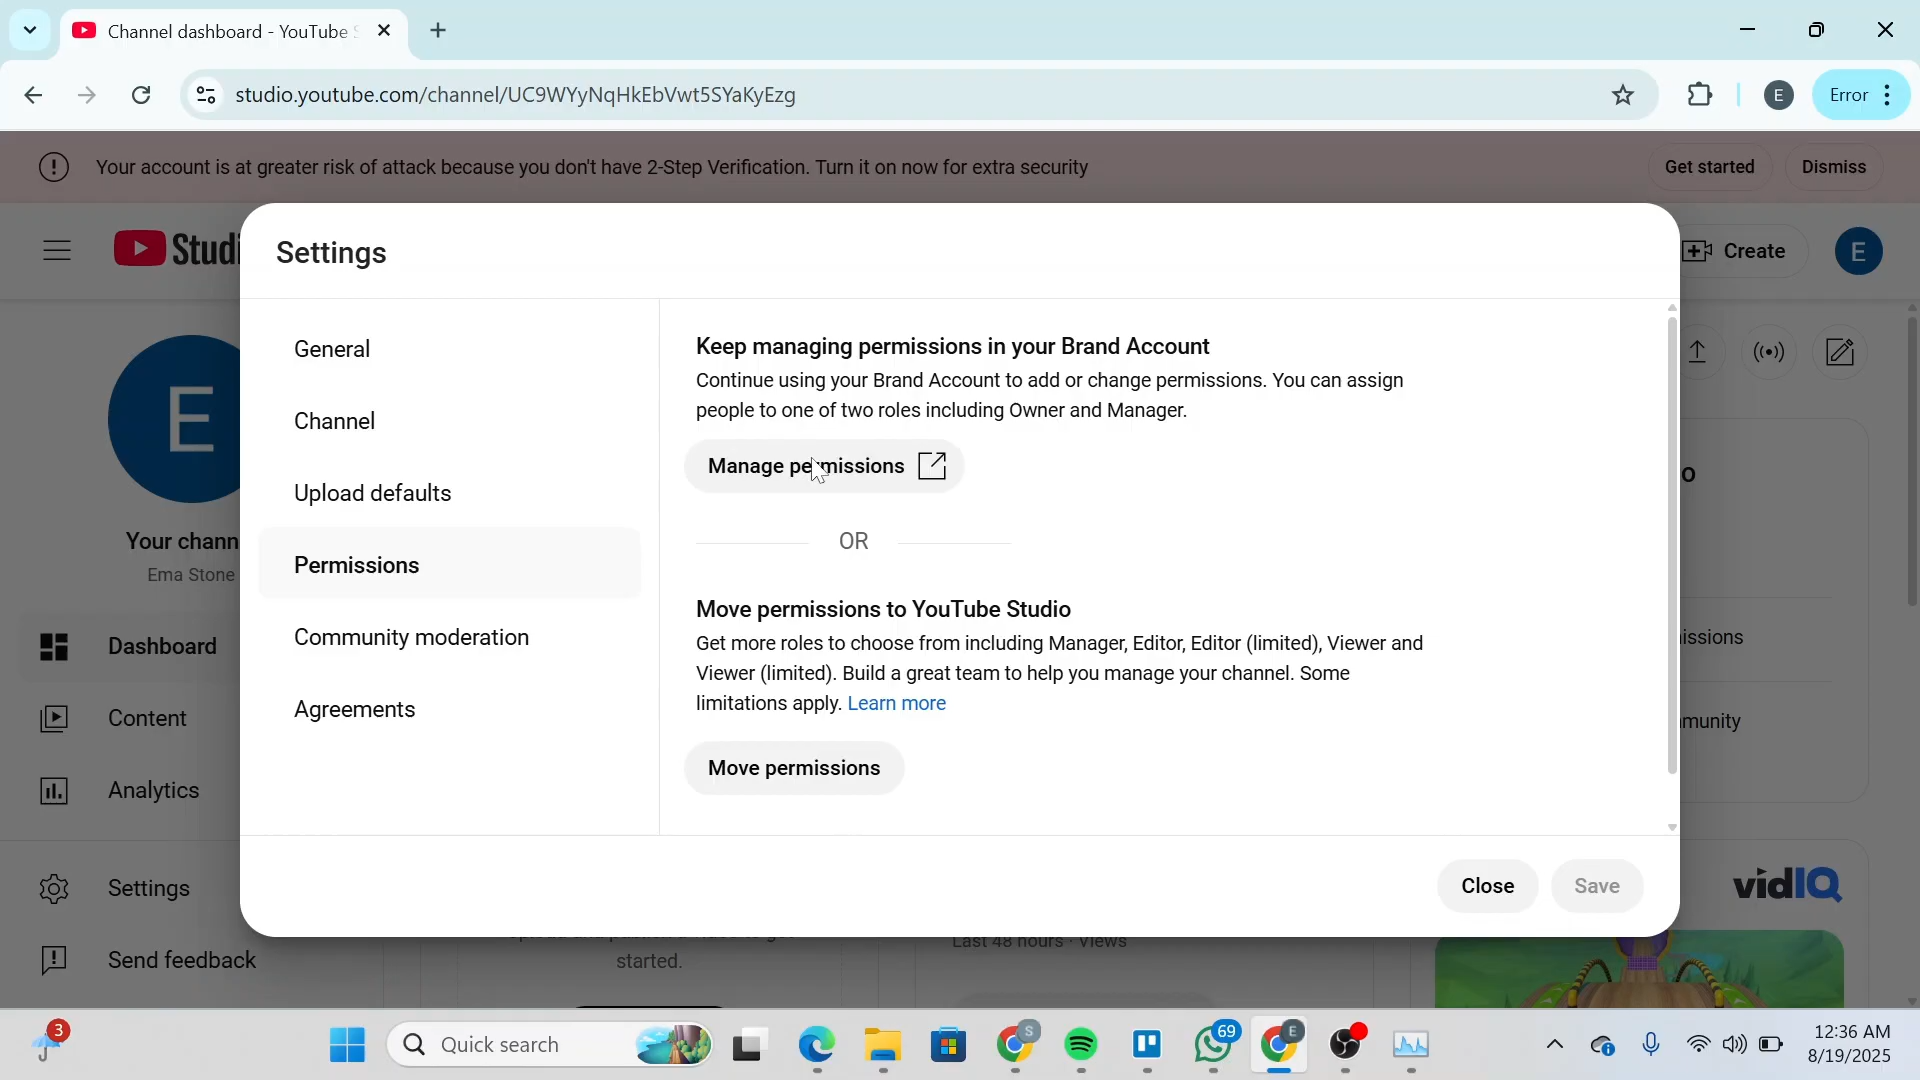 Channel dashboard - YouTube S
studio.youtube.com/channel/UC9WYyNqHkEbVwt5SYaKyEzg
E
Error
Your account is at greater risk of attack because you don't have 2-Step Verification. Turn it on now for extra security
Get started
Dismiss
Studi
Create
E
Settings
General
Channel
Upload defaults
Permissions
Community moderation
Agreements
Keep managing permissions in your Brand Account
Continue using your Brand Account to add or change permissions. You can assign
people to one of two roles including Owner and Manager.
Manage permissions
OR
Move permissions to YouTube Studio
Get more roles to choose from including Manager, Editor, Editor (limited), Viewer and
Viewer (limited). Build a great team to help you manage your channel. Some
limitations apply. Learn more
Move permissions
Close
Save
E
Your chann
Ema Stone
Dashboard
Content
Analytics
Settings
Send feedback
o
issions
munity
vidIQ
started.
Last 48 hours · Views
3
Quick search
S
69
E
12:36 AM
8/19/2025